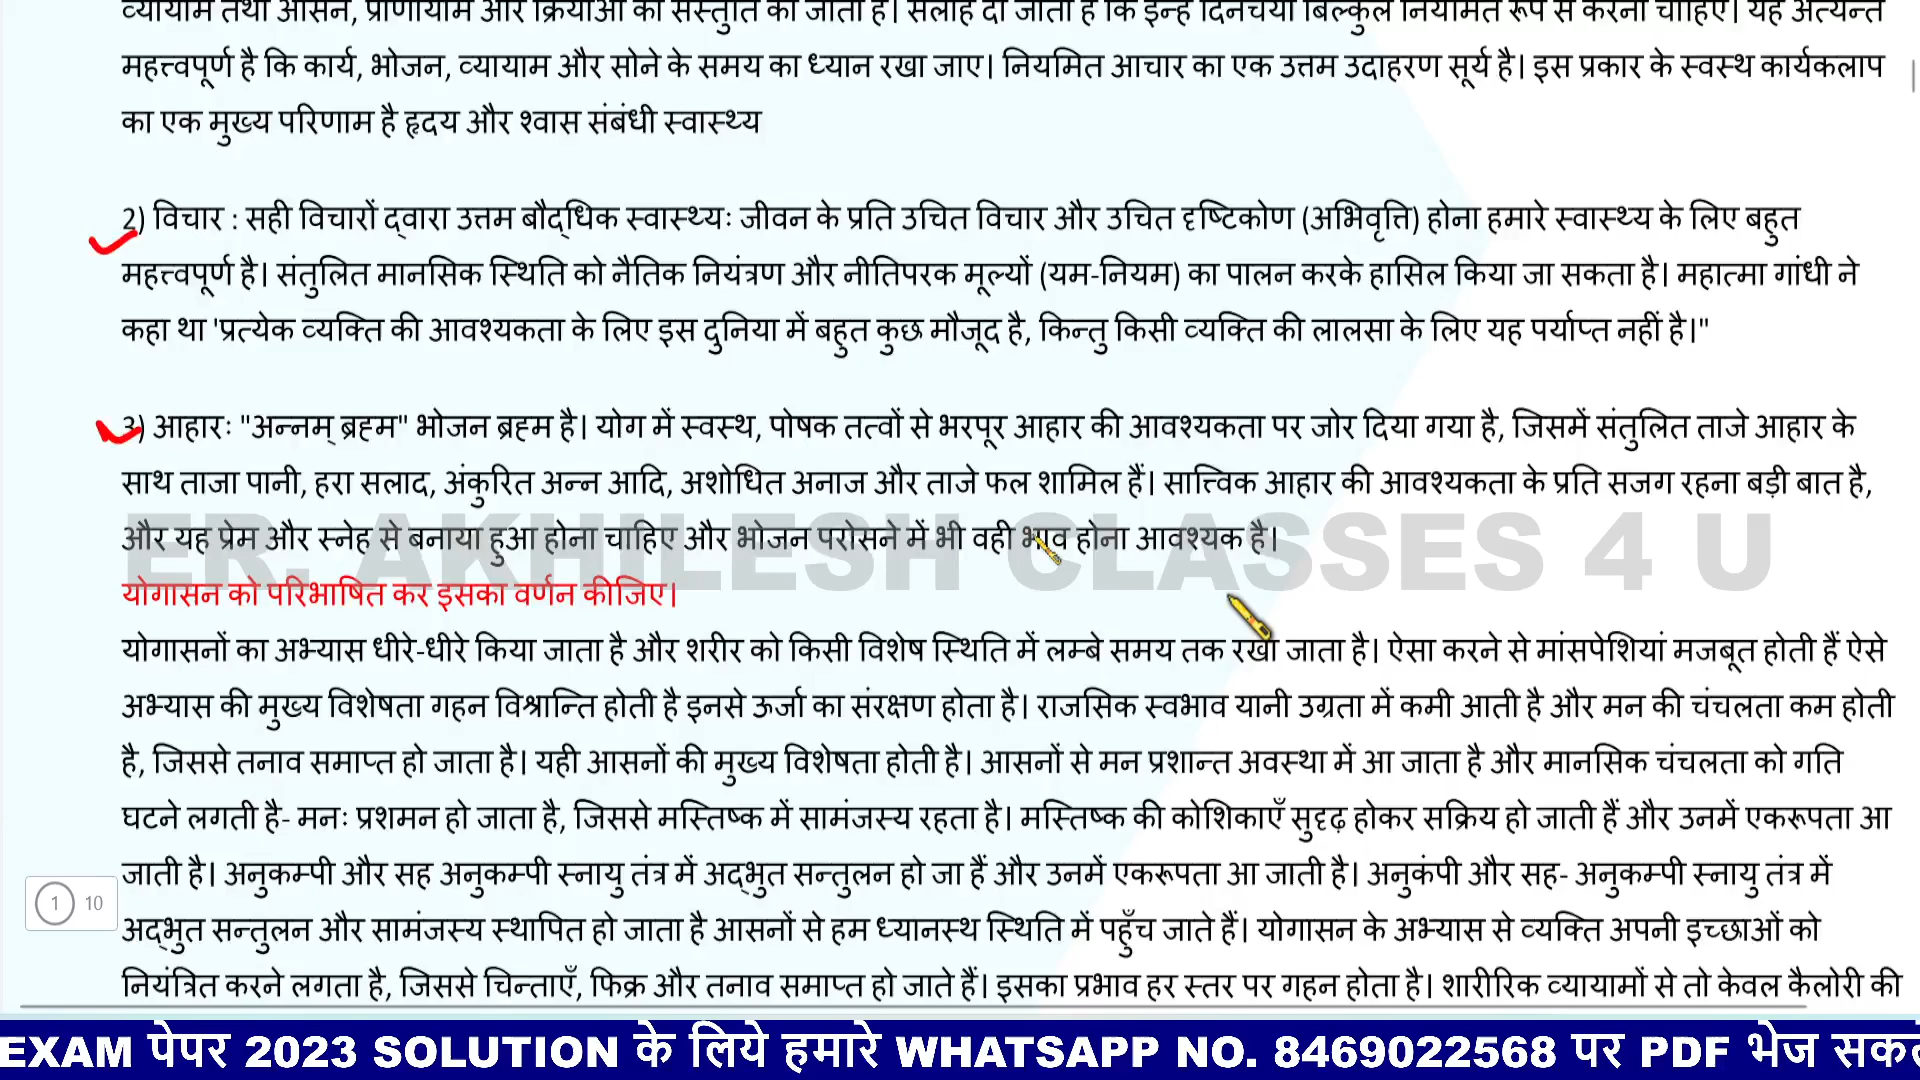 व्यायाम तथा आसन, प्राणायाम और क्रियाओं की संस्तुति की जाती है। सलाह दी जाती है कि इन्हें दिनचर्या बिल्कुल नियमित रूप से करना चाहिए। यह अत्यन्त
महत्त्वपूर्ण है कि कार्य, भोजन, व्यायाम और सोने के समय का ध्यान रखा जाए। नियमित आचार का एक उत्तम उदाहरण सूर्य है। इस प्रकार के स्वस्थ कार्यकलाप
का एक मुख्य परिणाम है हृदय और श्वास संबंधी स्वास्थ्य
2) विचार : सही विचारों द्वारा उत्तम बौद्धिक स्वास्थ्यः जीवन के प्रति उचित विचार और उचित दृष्टिकोण (अभिवृत्ति) होना हमारे स्वास्थ्य के लिए बहुत
महत्त्वपूर्ण है। संतुलित मानसिक स्थिति को नैतिक नियंत्रण और नीतिपरक मूल्यों (यम-नियम) का पालन करके हासिल किया जा सकता है। महात्मा गांधी ने
कहा था 'प्रत्येक व्यक्ति की आवश्यकता के लिए इस दुनिया में बहुत कुछ मौजूद है, किन्तु किसी व्यक्ति की लालसा के लिए यह पर्याप्त नहीं है।"
3) आहारः "अन्नम् ब्रह्म" भोजन ब्रह्म है। योग में स्वस्थ, पोषक तत्वों से भरपूर आहार की आवश्यकता पर जोर दिया गया है, जिसमें संतुलित ताजे आहार के
साथ ताजा पानी, हरा सलाद, अंकुरित अन्न आदि, अशोधित अनाज और ताजे फल शामिल हैं। सात्त्विक आहार की आवश्यकता के प्रति सजग रहना बड़ी बात है,
और यह प्रेम और स्नेह से बनाया हुआ होना चाहिए और भोजन परोसने में भी वही भाव होना आवश्यक है।
ER. AKHILESH CLASSES 4 U
योगासन को परिभाषित कर इसका वर्णन कीजिए।
योगासनों का अभ्यास धीरे-धीरे किया जाता है और शरीर को किसी विशेष स्थिति में लम्बे समय तक रखा जाता है। ऐसा करने से मांसपेशियां मजबूत होती हैं ऐसे
अभ्यास की मुख्य विशेषता गहन विश्रान्ति होती है इनसे ऊर्जा का संरक्षण होता है। राजसिक स्वभाव यानी उग्रता में कमी आती है और मन की चंचलता कम होती
है, जिससे तनाव समाप्त हो जाता है। यही आसनों की मुख्य विशेषता होती है। आसनों से मन प्रशान्त अवस्था में आ जाता है और मानसिक चंचलता को गति
घटने लगती है- मनः प्रशमन हो जाता है, जिससे मस्तिष्क में सामंजस्य रहता है। मस्तिष्क की कोशिकाएँ सुदृढ़ होकर सक्रिय हो जाती हैं और उनमें एकरूपता आ
जाती है। अनुकम्पी और सह अनुकम्पी स्नायु तंत्र में अद्भुत सन्तुलन हो जा हैं और उनमें एकरूपता आ जाती है। अनुकंपी और सह- अनुकम्पी स्नायु तंत्र में
1 10
अद्भुत सन्तुलन और सामंजस्य स्थापित हो जाता है आसनों से हम ध्यानस्थ स्थिति में पहुँच जाते हैं। योगासन के अभ्यास से व्यक्ति अपनी इच्छाओं को
नियंत्रित करने लगता है, जिससे चिन्ताएँ, फिक्र और तनाव समाप्त हो जाते हैं। इसका प्रभाव हर स्तर पर गहन होता है। शारीरिक व्यायामों से तो केवल कैलोरी की
EXAM पेपर 2023 SOLUTION के लिये हमारे WHATSAPP NO. 8469022568 पर PDF भेज सकते